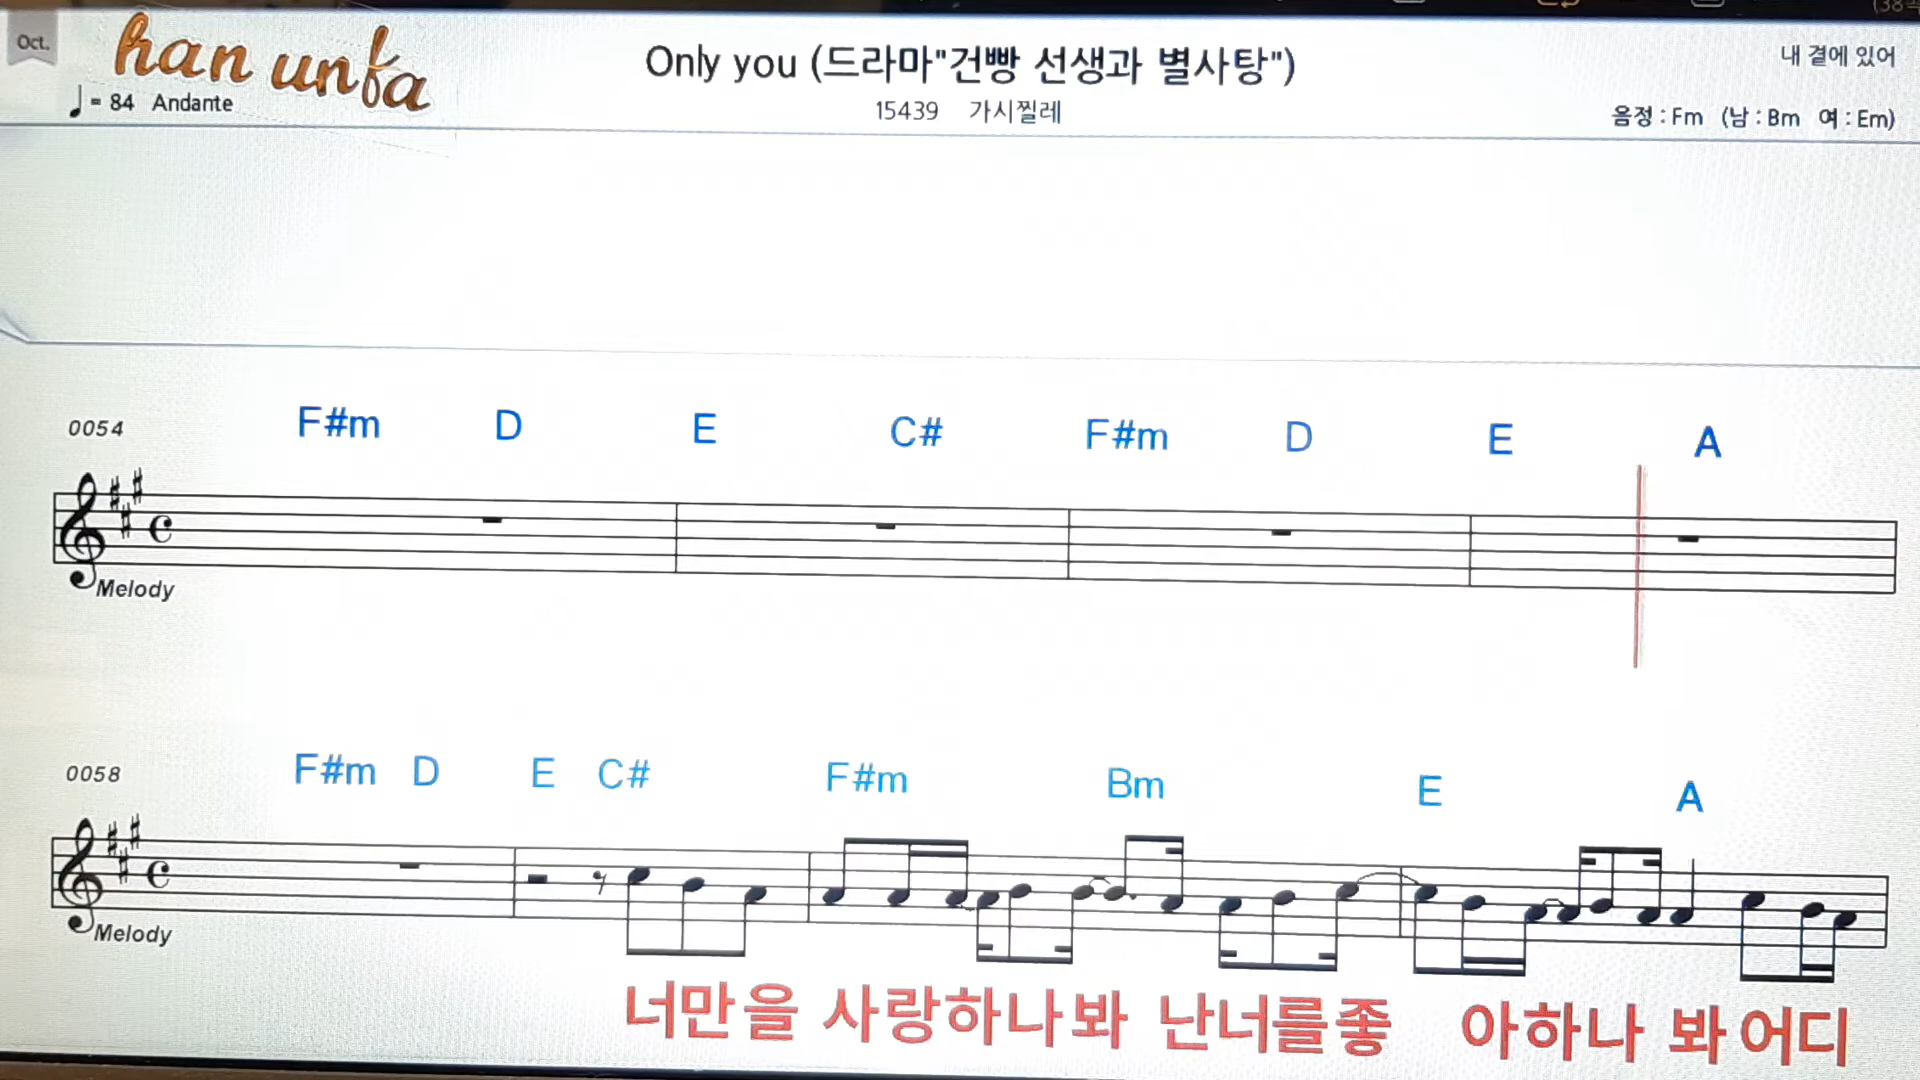 Oct.
han unfa
Only you (드라마"건빵 선생과 별사탕")
내 곁에 있어
♩ = 84 Andante
15439 가시찔레
음정 : Fm (남 : Bm 여 : Em)
0054 F#m D E C# F#m D E A
Melody
0058 F#m D E C# F#m Bm E A
Melody
너만을 사랑하나봐 난너를좋 아하나 봐어디